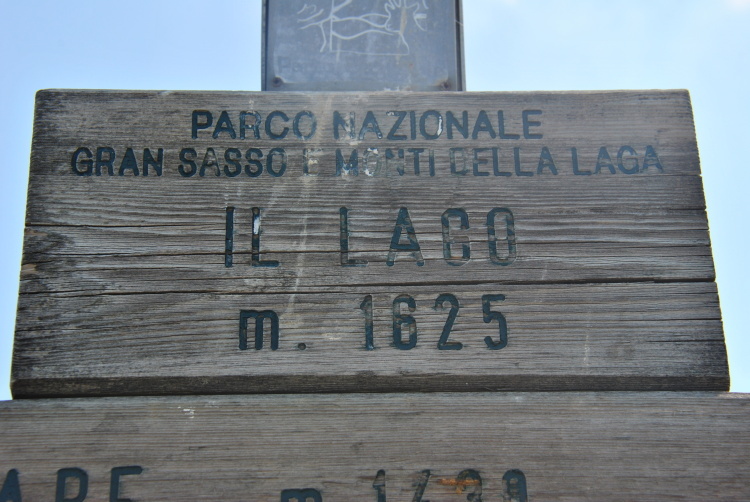 PARCO NAZIONALE
GRAN SASSO E MONTI DELLA LAGA
IL LAGO
m. 1625
m.